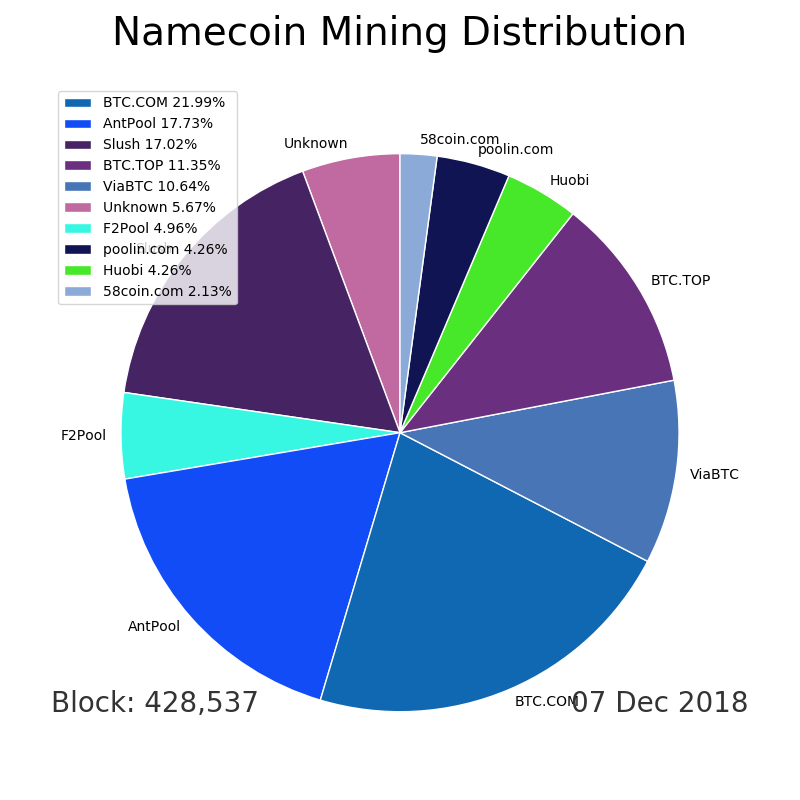 Namecoin Mining Distribution
BTC.COM 21.99%
AntPool 17.73%
Slush 17.02%
BTC.TOP 11.35%
ViaBTC 10.64%
Unknown 5.67%
F2Pool 4.96%
poolin.com 4.26%
Huobi 4.26%
58coin.com 2.13%
Unknown
58coin.com
poolin.com
Huobi
Slush
BTC.TOP
F2Pool
ViaBTC
AntPool
BTC.COM
Block: 428,537
07 Dec 2018